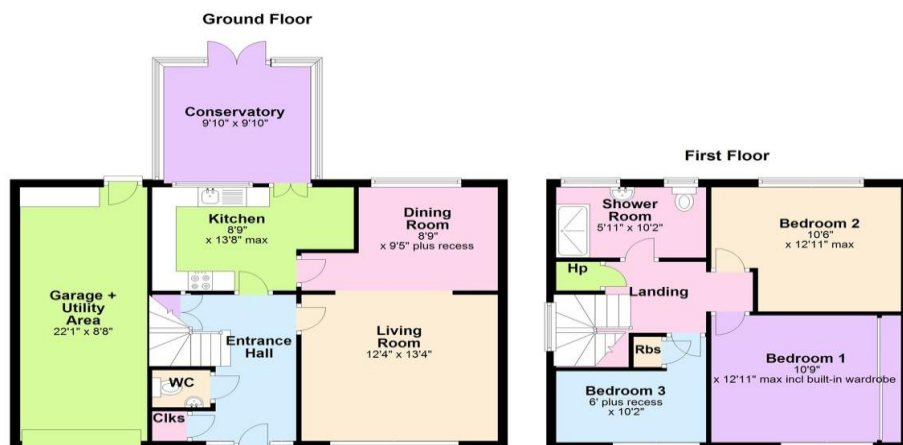 Ground Floor
Conservatory
9'10" x 9'10"
Kitchen
8'9"
x 13'8" max
Dining
Room
8'9"
x 9'5" plus recess
Garage +
Utility
Area
22'1" x 8'8"
Entrance
Hall
Living
Room
12'4" x 13'4"
WC
Clks
First Floor
Shower
Room
5'11" x 10'2"
Bedroom 2
10'6"
x 12'11" max
Hp
Landing
Rbs
Bedroom 1
10'9"
x 12'11" max incl built-in wardrobe
Bedroom 3
6' plus recess
x 10'2"